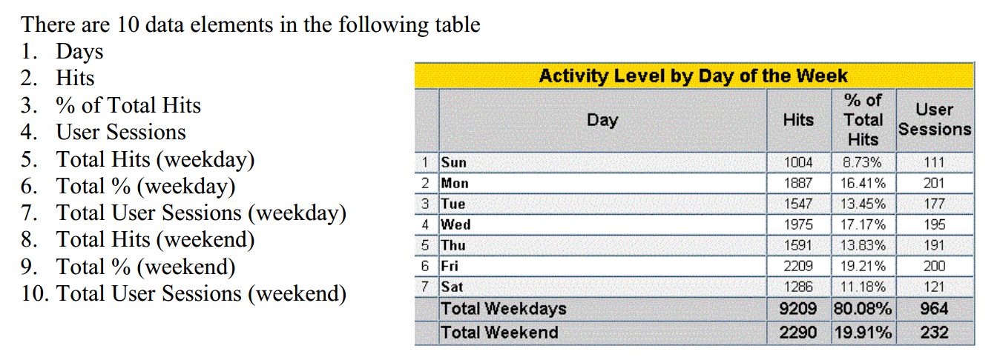 There are 10 data elements in the following table
1. Days
2. Hits
3. % of Total Hits
4. User Sessions
5. Total Hits (weekday)
6. Total % (weekday)
7. Total User Sessions (weekday)
8. Total Hits (weekend)
9. Total % (weekend)
10. Total User Sessions (weekend)
Activity Level by Day of the Week
Day Hits % of Total Hits User Sessions
1 Sun 1004 8.73% 111
2 Mon 1887 16.41% 201
3 Tue 1547 13.45% 177
4 Wed 1975 17.17% 195
5 Thu 1591 13.83% 191
6 Fri 2209 19.21% 200
7 Sat 1286 11.18% 121
Total Weekdays 9209 80.08% 964
Total Weekend 2290 19.91% 232